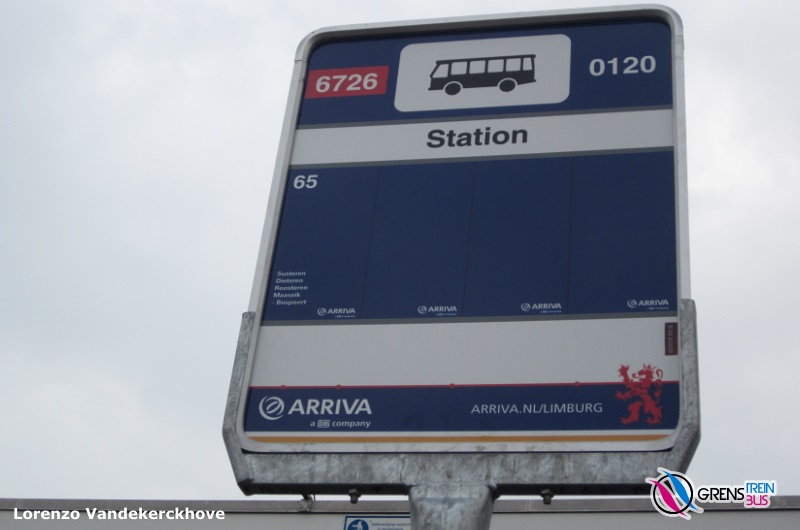 6726
0120
Station
65
Susteren
Dieteren
Roosteren
Maaseik
- Bospoort
ARRIVA
ARRIVA
ARRIVA
ARRIVA
ARRIVA
a DB company
ARRIVA.NL/LIMBURG
Lorenzo Vandekerckhove
GRENS TREIN BUS